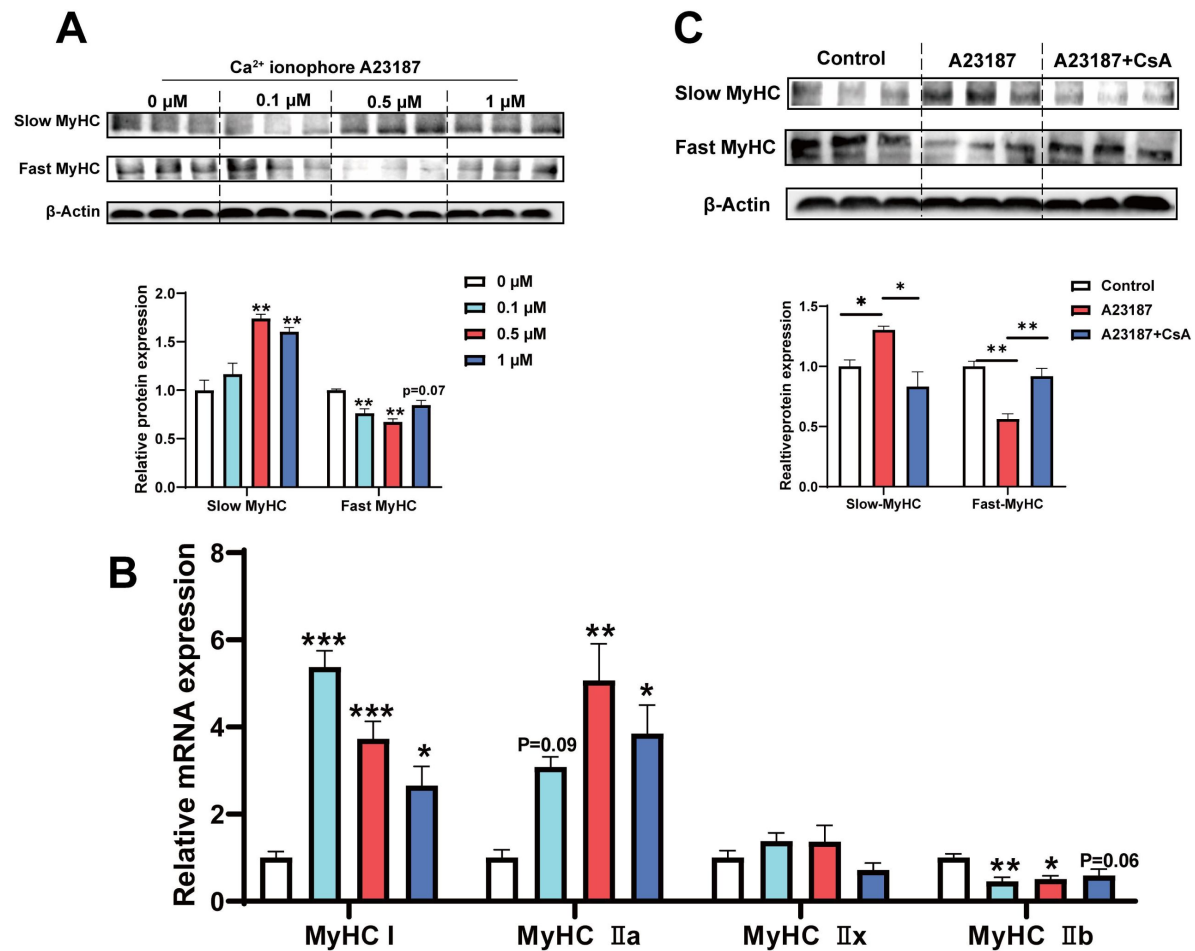 A
Ca²⁺ ionophore A23187
0 μM 0.1 μM 0.5 μM 1 μM
Slow MyHC
Fast MyHC
β-Actin
Relative protein expression
2.0
1.5
1.0
0.5
0.0
** **
** ** p=0.07
Slow MyHC Fast MyHC
0 μM
0.1 μM
0.5 μM
1 μM
C
Control A23187 A23187+CsA
Slow MyHC
Fast MyHC
β-Actin
Realtiveprotein expression
1.5
1.0
0.5
0.0
* *
** **
Slow-MyHC Fast-MyHC
Control
A23187
A23187+CsA
B
Relative mRNA expression
8
6
4
2
0
*** *** *
P=0.09 ** *
** * P=0.06
MyHC I MyHC Ⅱa MyHC Ⅱx MyHC Ⅱb